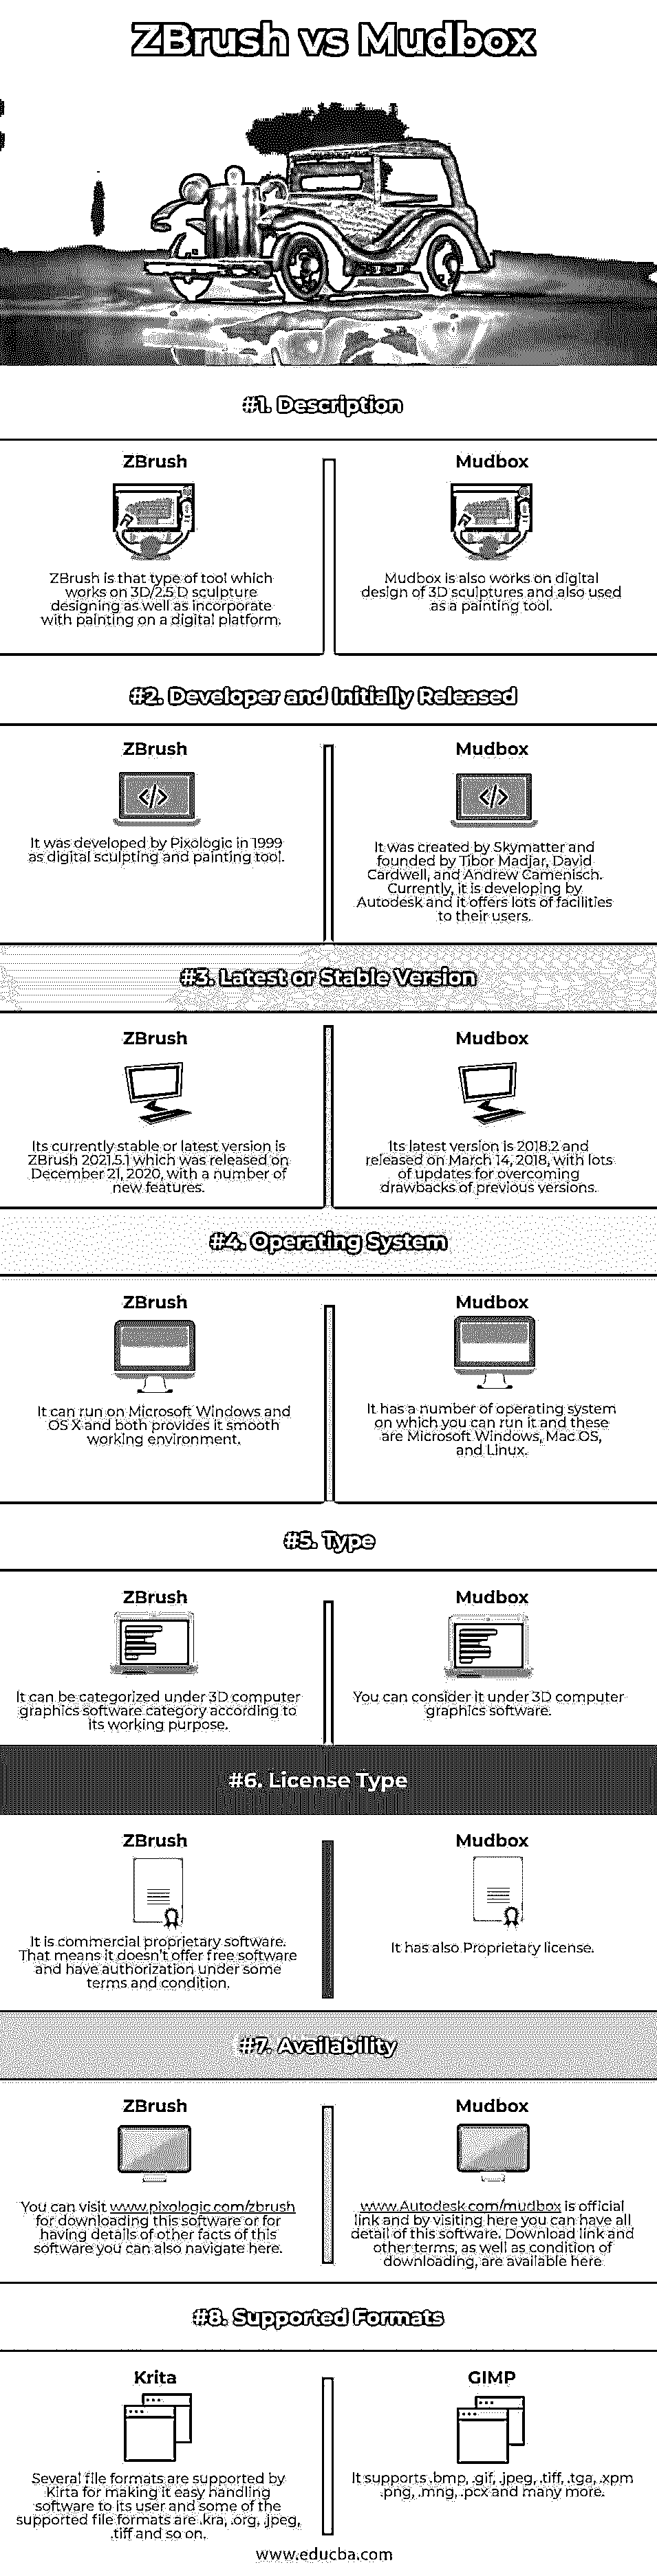 ZBrush vs Mudbox
#1. Description
ZBrush
ZBrush is that type of tool which
works on 3D/2.5 D sculpture
designing as well as incorporate
with painting on a digital platform.
Mudbox
Mudbox is also works on digital
design of 3D sculptures and also used
as a painting tool.
#2. Developer and Initially Released
ZBrush
It was developed by Pixologic in 1999
as digital sculpting and painting tool.
Mudbox
It was created by Skymatter and
founded by Tibor Madjar, David
Cardwell, and Andrew Camenisch.
Currently, it is developing by
Autodesk and it offers lots of facilities
to their users.
#3. Latest or Stable Version
ZBrush
Its currently stable or latest version is
ZBrush 2021.5.1 which was released on
December 21, 2020, with a number of
new features.
Mudbox
Its latest version is 2018.2 and
released on March 14, 2018, with lots
of updates for overcoming
drawbacks of previous versions.
#4. Operating System
ZBrush
It can run on Microsoft Windows and
OS X and both provides it smooth
working environment.
Mudbox
It has a number of operating system
on which you can run it and these
are Microsoft Windows, Mac OS,
and Linux.
#5. Type
ZBrush
It can be categorized under 3D computer
graphics software category according to
its working purpose.
Mudbox
You can consider it under 3D computer
graphics software.
#6. License Type
ZBrush
It is commercial proprietary software.
That means it doesn't offer free software
and have authorization under some
terms and condition.
Mudbox
It has also Proprietary license.
#7. Availability
ZBrush
You can visit www.pixologic.com/zbrush
for downloading this software or for
having details of other facts of this
software you can also navigate here.
Mudbox
www.Autodesk.com/mudbox is official
link and by visiting here you can have all
detail of this software. Download link and
other terms, as well as condition of
downloading, are available here
#8. Supported Formats
Krita
Several file formats are supported by
Kirta for making it easy handling
software to its user and some of the
supported file formats are .kra, .org, .jpeg,
.tiff and so on.
GIMP
It supports .bmp, .gif, .jpeg, .tiff, .tga, .xpm
.png, .mng, .pcx and many more.
www.educba.com